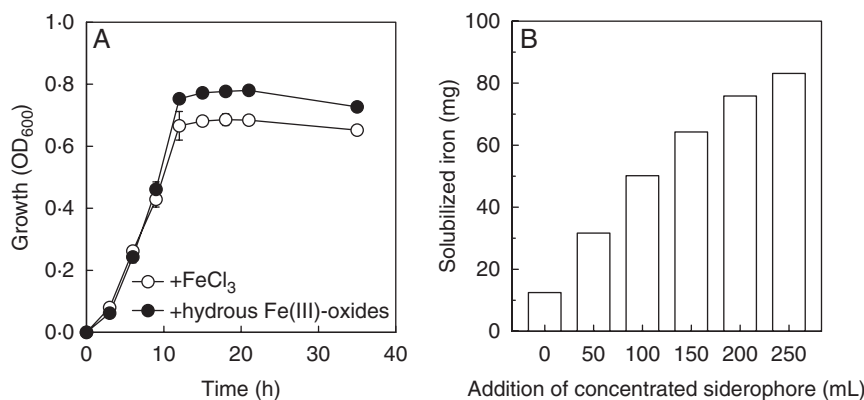 A
1·0
0·8
0·6
0·4
0·2
0·0
Growth (OD600)
+FeCl3
+hydrous Fe(III)-oxides
0 10 20 30 40
Time (h)
B
100
80
60
40
20
10
Solubilized iron (mg)
0 50 100 150 200 250
Addition of concentrated siderophore (mL)